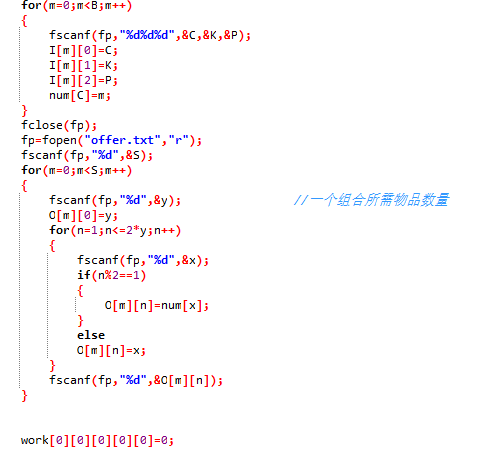 for(m=0;m<B;m++)
{
fscanf(fp,"%d%d%d",&C,&K,&P);
I[m][0]=C;
I[m][1]=K;
I[m][2]=P;
num[C]=m;
}
fclose(fp);
fp=fopen("offer.txt","r");
fscanf(fp,"%d",&S);
for(m=0;m<S;m++)
{
fscanf(fp,"%d",&y); //一个组合所需物品数量
O[m][0]=y;
for(n=1;n<=2*y;n++)
{
fscanf(fp,"%d",&x);
if(n%2==1)
{
O[m][n]=num[x];
}
else
O[m][n]=x;
}
fscanf(fp,"%d",&O[m][n]);
}
work[0][0][0][0][0]=0;